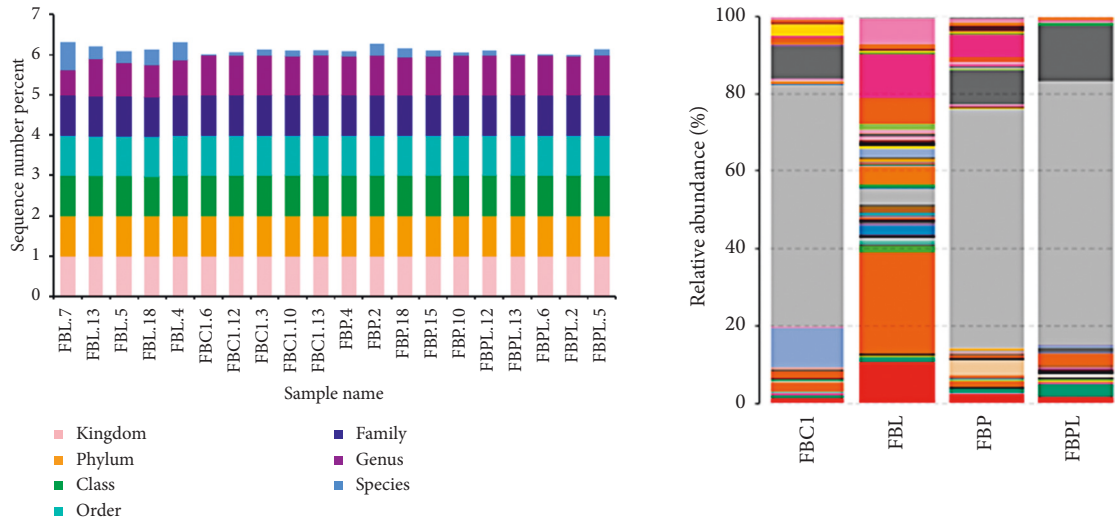 7
6
5
4
3
2
1
0
Sequence number percent
FBL.7
FBL.13
FBL.5
FBL.18
FBL.4
FBC1.6
FBC1.12
FBC1.3
FBC1.10
FBC1.13
FBP.4
FBP.2
FBP.18
FBP.15
FBP.10
FBPL.12
FBPL.13
FBPL.6
FBPL.2
FBPL.5
Sample name
Kingdom
Phylum
Class
Order
Family
Genus
Species
100
80
60
40
20
0
Relative abundance (%)
FBC1
FBL
FBP
FBPL